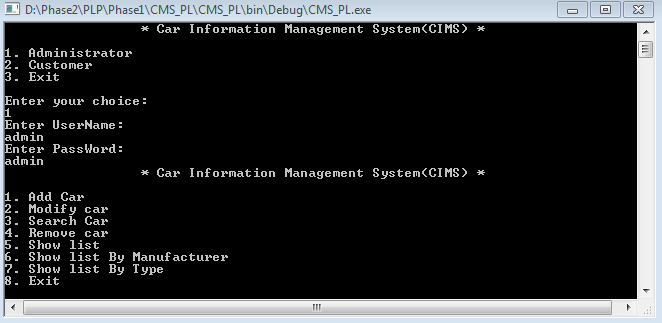 D:\Phase2\PLP\Phase1\CMS_PL\CMS_PL\bin\Debug\CMS_PL.exe
* Car Information Management System(CIMS) *
1. Administrator
2. Customer
3. Exit
Enter your choice:
1
Enter UserName:
admin
Enter PassWord:
admin
* Car Information Management System(CIMS) *
1. Add Car
2. Modify car
3. Search Car
4. Remove car
5. Show list
6. Show list By Manufacturer
7. Show list By Type
8. Exit